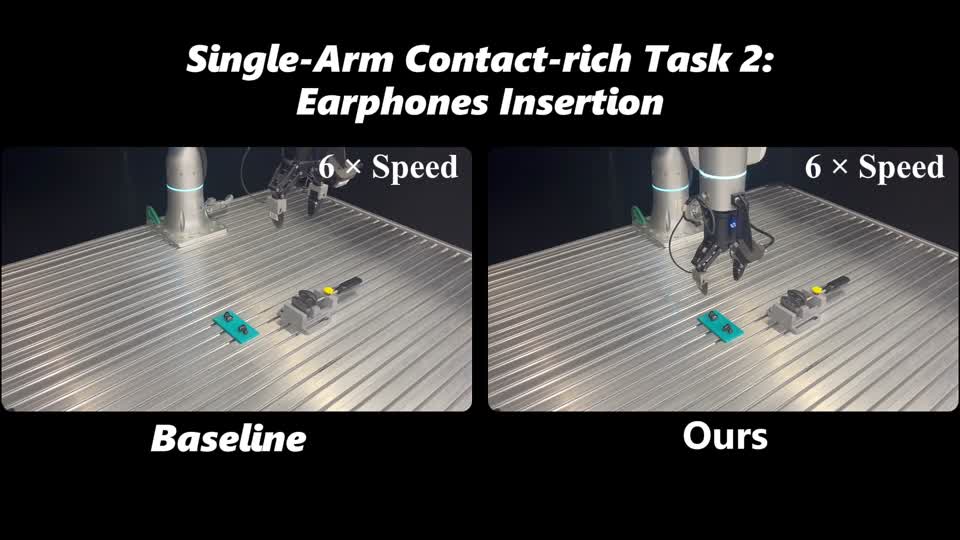 Single-Arm Contact-rich Task 2:
Earphones Insertion
6 × Speed
6 × Speed
Baseline
Ours